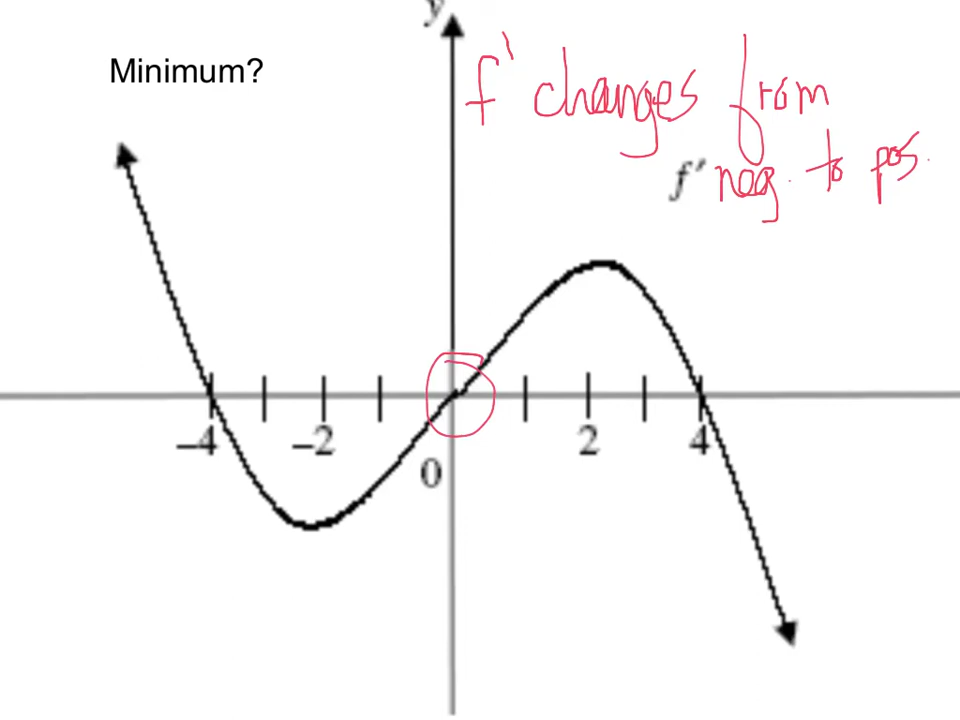 y
Minimum?
f' changes from
f' neg. to pos.
-4 -2 2 4
0